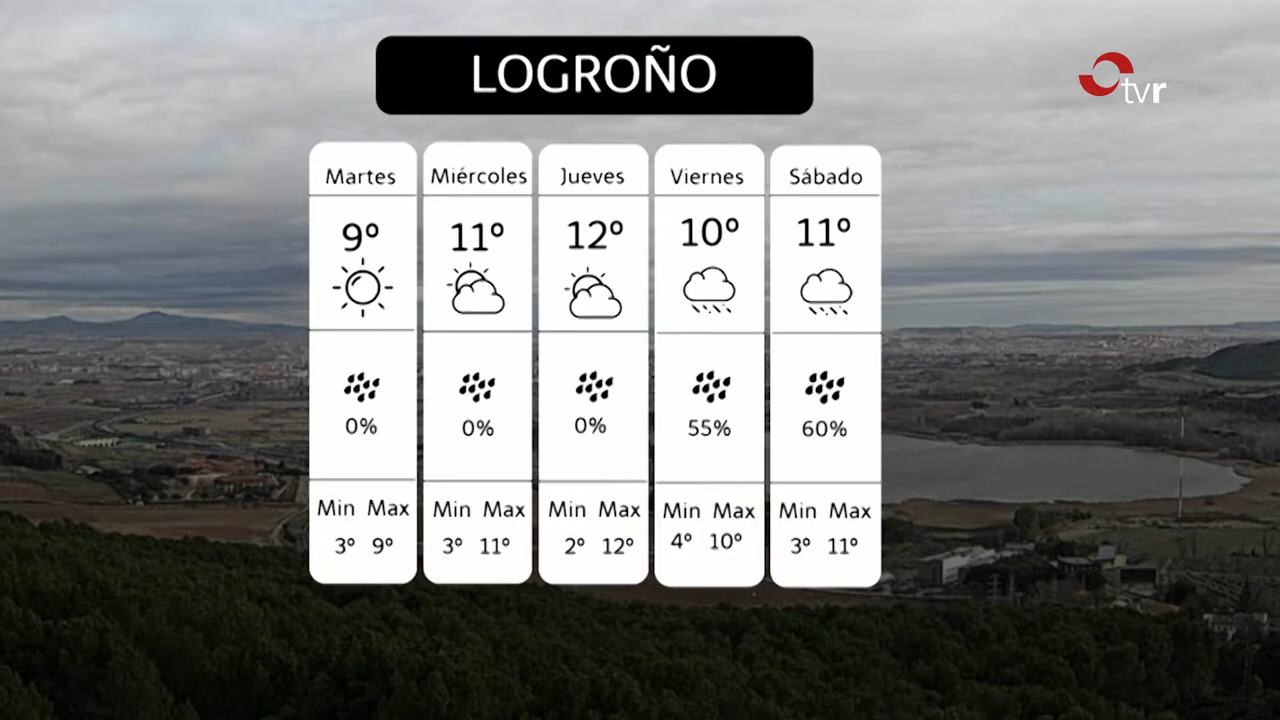 LOGROÑO
tvr
Martes
9º
0%
Min Max
3º 9º
Miércoles
11º
0%
Min Max
3º 11º
Jueves
12º
0%
Min Max
2º 12º
Viernes
10º
55%
Min Max
4º 10º
Sábado
11º
60%
Min Max
3º 11º